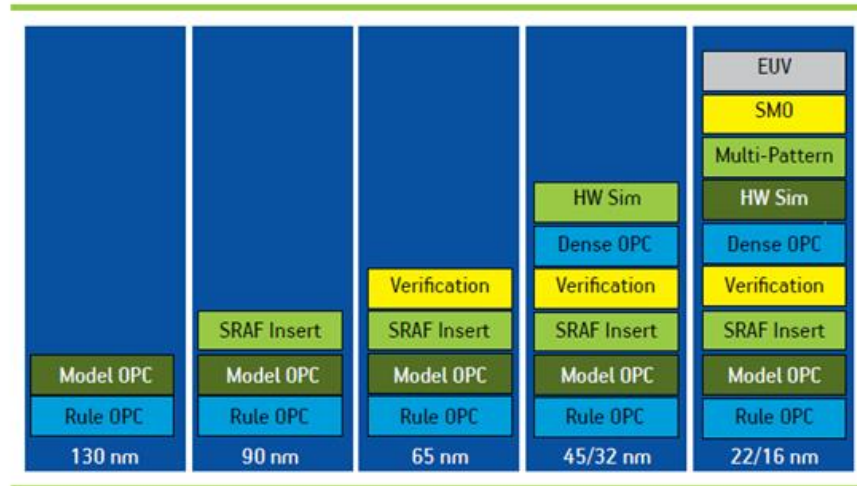 Model OPC
Rule OPC
130 nm
SRAF Insert
Model OPC
Rule OPC
90 nm
Verification
SRAF Insert
Model OPC
Rule OPC
65 nm
HW Sim
Dense OPC
Verification
SRAF Insert
Model OPC
Rule OPC
45/32 nm
EUV
SMO
Multi-Pattern
HW Sim
Dense OPC
Verification
SRAF Insert
Model OPC
Rule OPC
22/16 nm